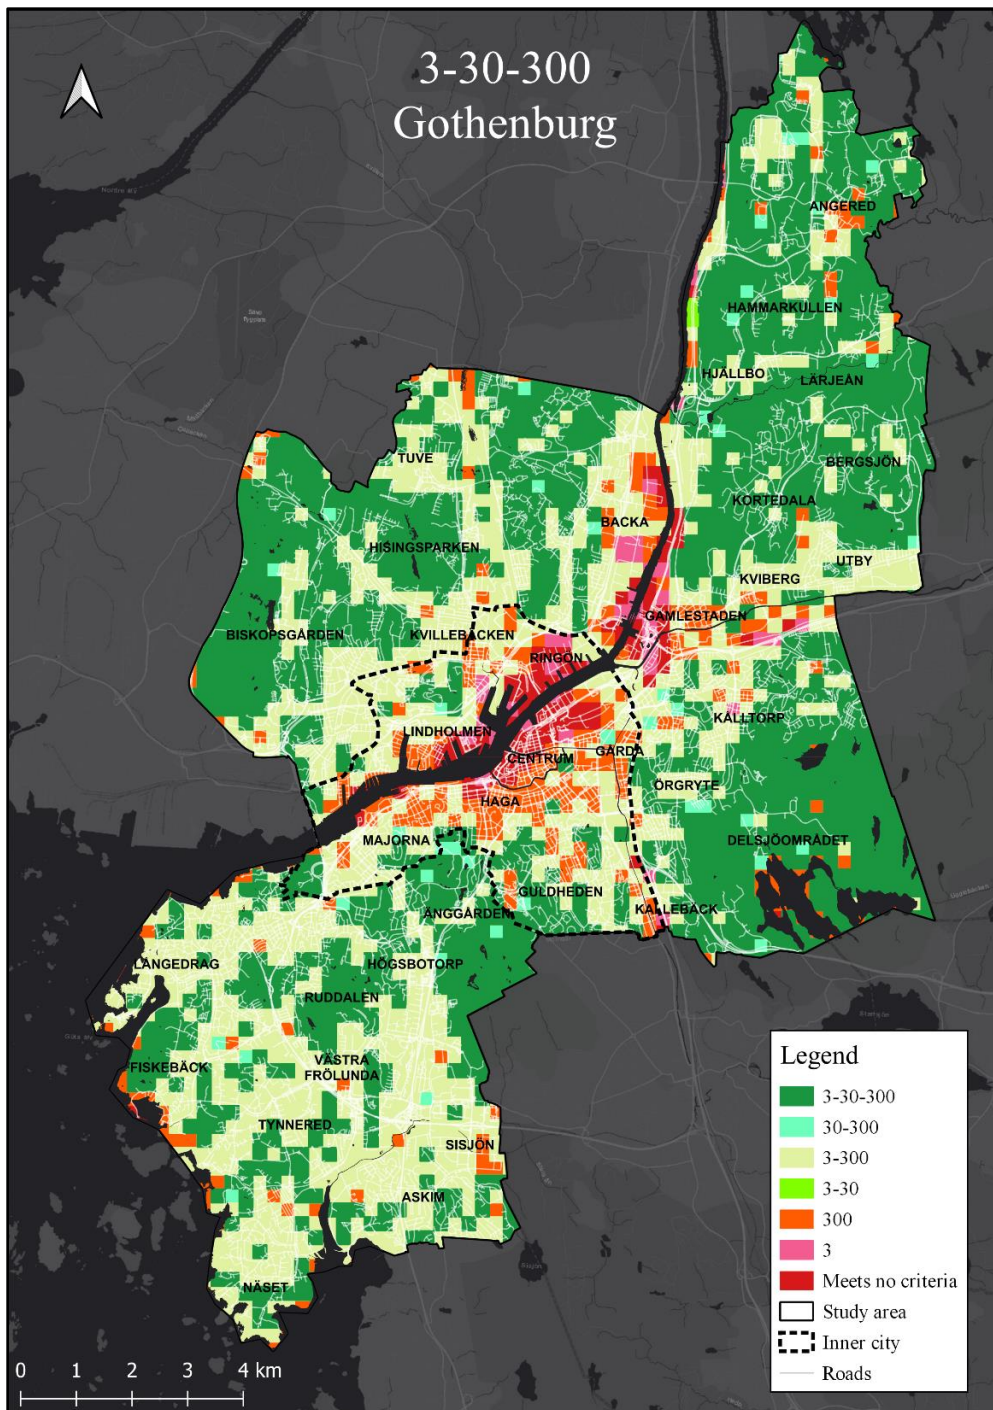 3-30-300
Gothenburg
ANGERED
HAMMARKULLEN
HJÄLLBO
LÄRJEÅN
TUVE
BERGSJÖN
KORTEDALA
BACKA
HISINGSPARKEN
UTBY
KVIBERG
GAMLESTADEN
BISKOPSGÅRDEN
KVILLEBÄCKEN
RINGÖN
KÅLLTORP
LINDHOLMEN
GÅRDA
CENTRUM
ÖRGRYTE
HAGA
MAJORNA
DELSJÖOMRÅDET
GULDHEDEN
KALLEBÄCK
ÄNGGÅRDEN
LÅNGEDRAG
HÖGSBOTORP
RUDDALEN
FISKEBÄCK
VÄSTRA
FRÖLUNDA
TYNNERED
SISJÖN
ASKIM
NÄSET
Legend
3-30-300
30-300
3-300
3-30
300
3
Meets no criteria
Study area
Inner city
Roads
0 1 2 3 4 km